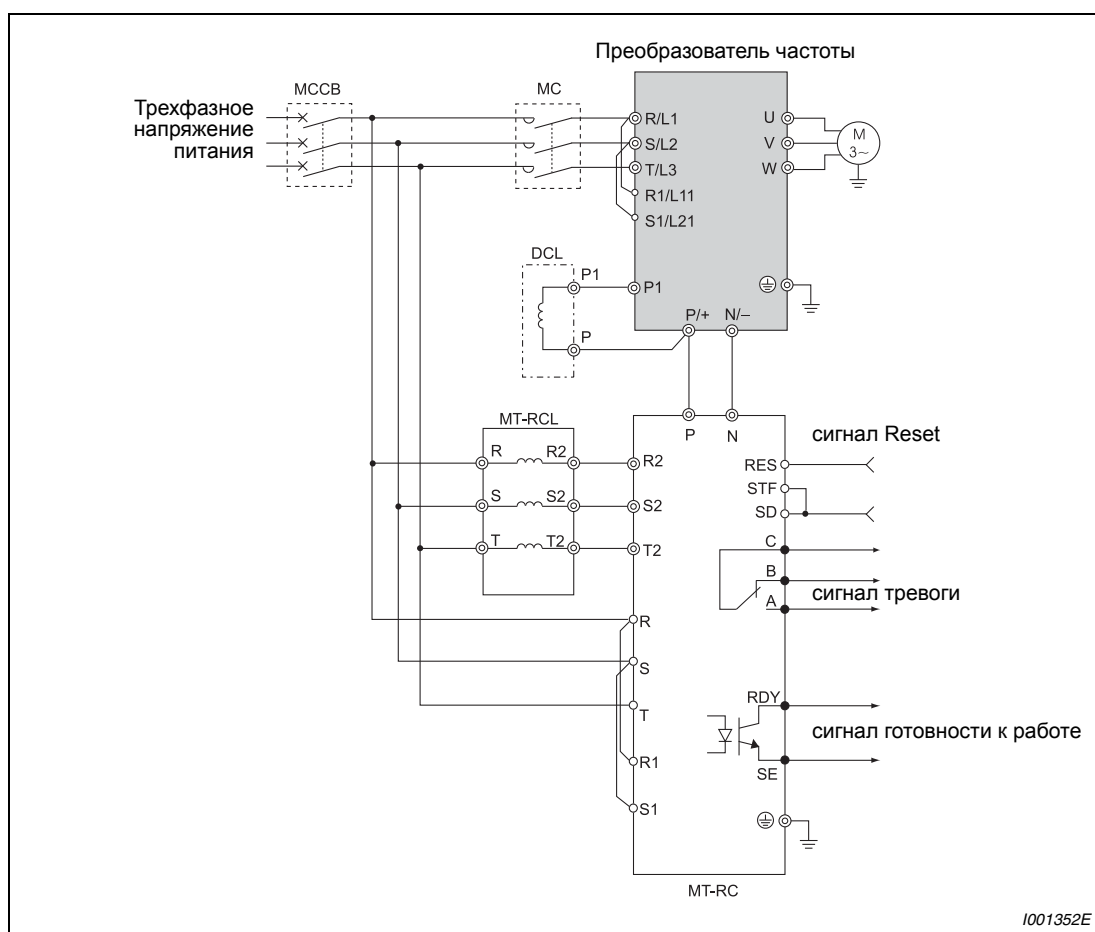 Преобразователь частоты
MCCB
MC
Трехфазное
напряжение
питания
R/L1
S/L2
T/L3
R1/L11
S1/L21
U
V
W
M
3~
DCL
P1
P
P1
P/+
N/–
MT-RCL
R
R2
S
S2
T
T2
P
N
R2
S2
T2
R
S
T
R1
S1
RES
STF
SD
C
B
A
RDY
SE
сигнал Reset
сигнал тревоги
сигнал готовности к работе
MT-RC
I001352E